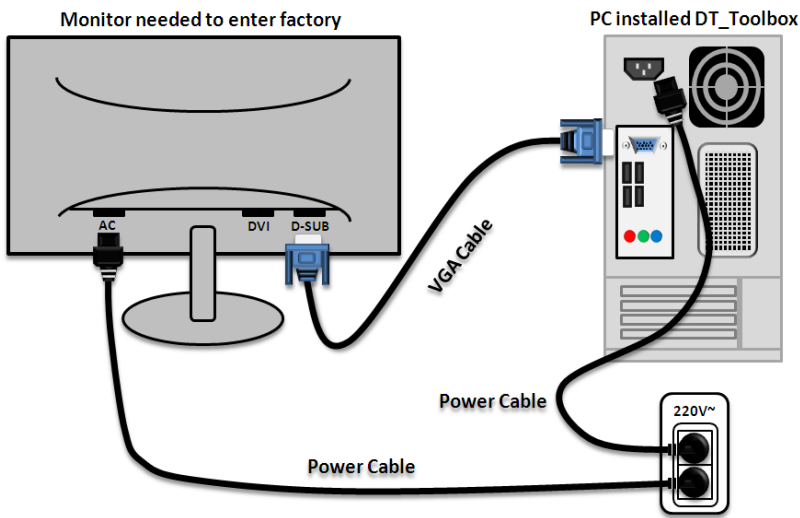 Monitor needed to enter factory
PC installed DT_Toolbox
AC
DVI
D-SUB
VGA Cable
Power Cable
220V~
Power Cable